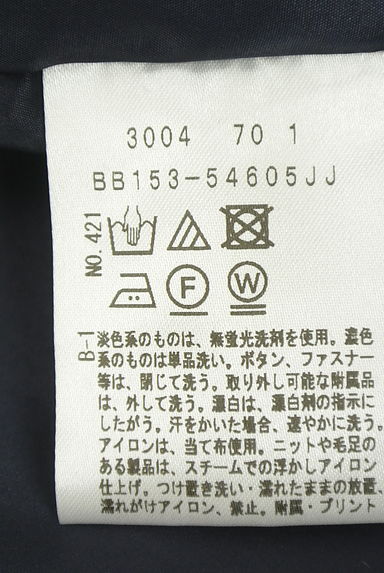 3004 70 1
BB153-54605JJ
NO.421
F W
B-1
淡色系のものは、無蛍光洗剤を使用。濃色
系のものは単品洗い。ボタン、ファスナー
等は、閉じて洗う。取り外し可能な附属品
は、外して洗う。漂白は、漂白剤の指示に
したがう。汗をかいた場合、速やかに洗う。
アイロンは、当て布使用。ニットや毛足の
ある製品は、スチームでの浮かしアイロン
仕上げ。つけ置き洗い・濡れたままの放置、
濡れがけアイロン、禁止。附属・プリント